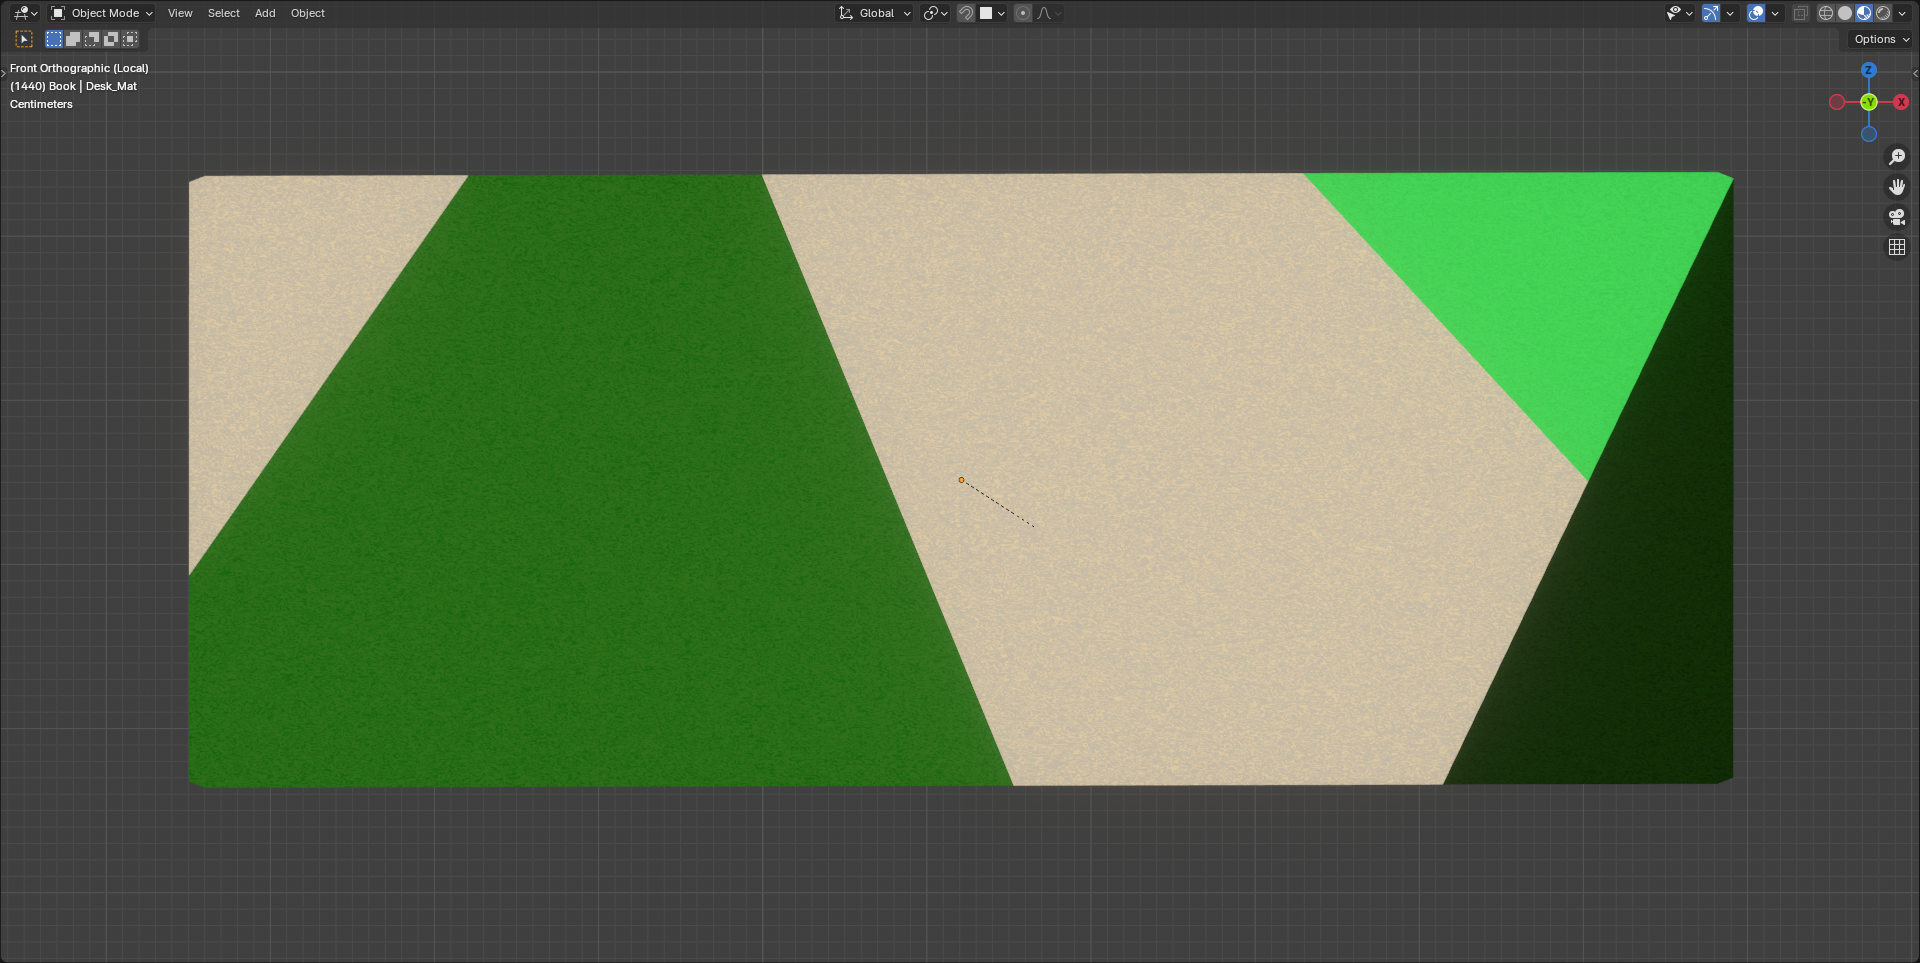 Object Mode View Select Add Object Global
Options
Front Orthographic (Local)
(1440) Book | Desk_Mat
Centimeters
Z
-Y X